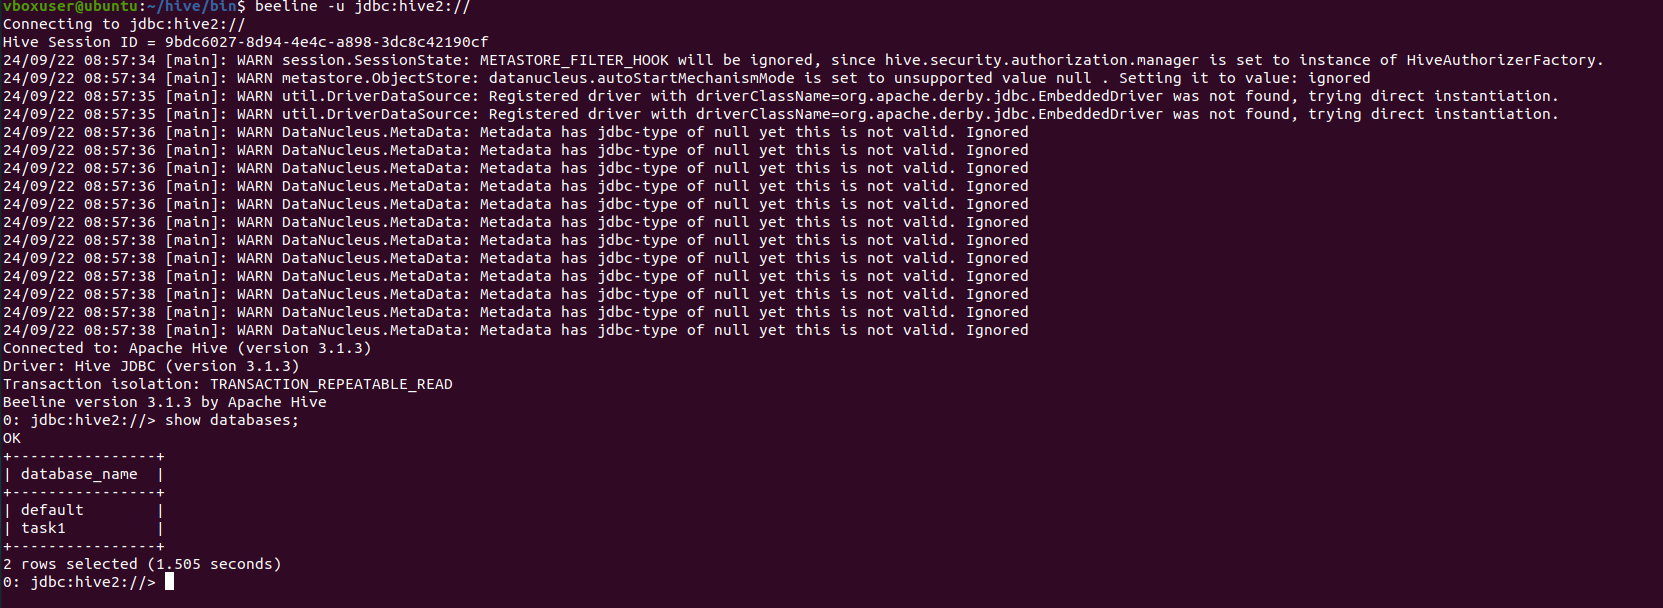 vboxuser@ubuntu:~/hive/bin$ beeline -u jdbc:hive2://
Connecting to jdbc:hive2://
Hive Session ID = 9bdc6027-8d94-4e4c-a898-3dc8c42190cf
24/09/22 08:57:34 [main]: WARN session.SessionState: METASTORE_FILTER_HOOK will be ignored, since hive.security.authorization.manager is set to instance of HiveAuthorizerFactory.
24/09/22 08:57:34 [main]: WARN metastore.ObjectStore: datanucleus.autoStartMechanismMode is set to unsupported value null . Setting it to value: ignored
24/09/22 08:57:35 [main]: WARN util.DriverDataSource: Registered driver with driverClassName=org.apache.derby.jdbc.EmbeddedDriver was not found, trying direct instantiation.
24/09/22 08:57:35 [main]: WARN util.DriverDataSource: Registered driver with driverClassName=org.apache.derby.jdbc.EmbeddedDriver was not found, trying direct instantiation.
24/09/22 08:57:36 [main]: WARN DataNucleus.MetaData: Metadata has jdbc-type of null yet this is not valid. Ignored
24/09/22 08:57:36 [main]: WARN DataNucleus.MetaData: Metadata has jdbc-type of null yet this is not valid. Ignored
24/09/22 08:57:36 [main]: WARN DataNucleus.MetaData: Metadata has jdbc-type of null yet this is not valid. Ignored
24/09/22 08:57:36 [main]: WARN DataNucleus.MetaData: Metadata has jdbc-type of null yet this is not valid. Ignored
24/09/22 08:57:36 [main]: WARN DataNucleus.MetaData: Metadata has jdbc-type of null yet this is not valid. Ignored
24/09/22 08:57:36 [main]: WARN DataNucleus.MetaData: Metadata has jdbc-type of null yet this is not valid. Ignored
24/09/22 08:57:38 [main]: WARN DataNucleus.MetaData: Metadata has jdbc-type of null yet this is not valid. Ignored
24/09/22 08:57:38 [main]: WARN DataNucleus.MetaData: Metadata has jdbc-type of null yet this is not valid. Ignored
24/09/22 08:57:38 [main]: WARN DataNucleus.MetaData: Metadata has jdbc-type of null yet this is not valid. Ignored
24/09/22 08:57:38 [main]: WARN DataNucleus.MetaData: Metadata has jdbc-type of null yet this is not valid. Ignored
24/09/22 08:57:38 [main]: WARN DataNucleus.MetaData: Metadata has jdbc-type of null yet this is not valid. Ignored
24/09/22 08:57:38 [main]: WARN DataNucleus.MetaData: Metadata has jdbc-type of null yet this is not valid. Ignored
Connected to: Apache Hive (version 3.1.3)
Driver: Hive JDBC (version 3.1.3)
Transaction isolation: TRANSACTION_REPEATABLE_READ
Beeline version 3.1.3 by Apache Hive
0: jdbc:hive2://> show databases;
OK
+----------------+
| database_name  |
+----------------+
| default        |
| task1          |
+----------------+
2 rows selected (1.505 seconds)
0: jdbc:hive2://>